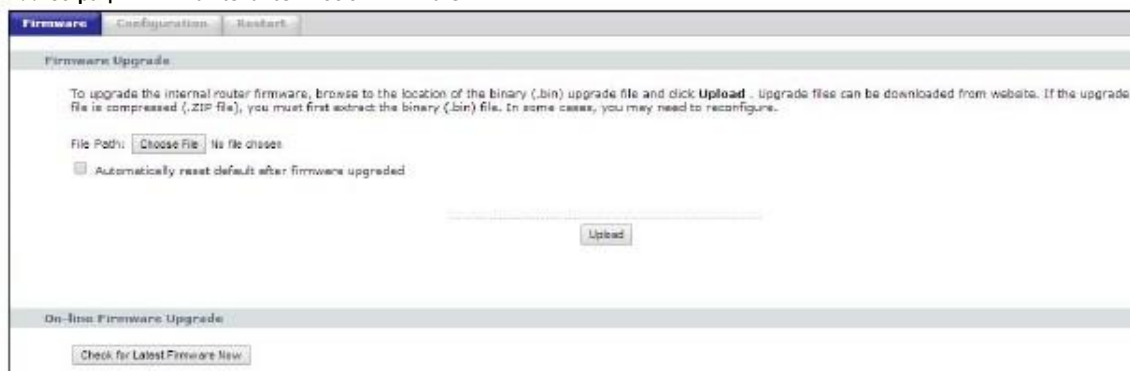 Firmware Configuration Restart
Firmware Upgrade
To upgrade the internal router firmware, browse to the location of the binary (.bin) upgrade file and click Upload . Upgrade files can be downloaded from website. If the upgrade
file is compressed (.ZIP file), you must first extract the binary (.bin) file. In some cases, you may need to reconfigure.
File Path: Choose File No file chosen
Automatically reset default after firmware upgraded
Upload
On-line Firmware Upgrade
Check for Latest Firmware Now